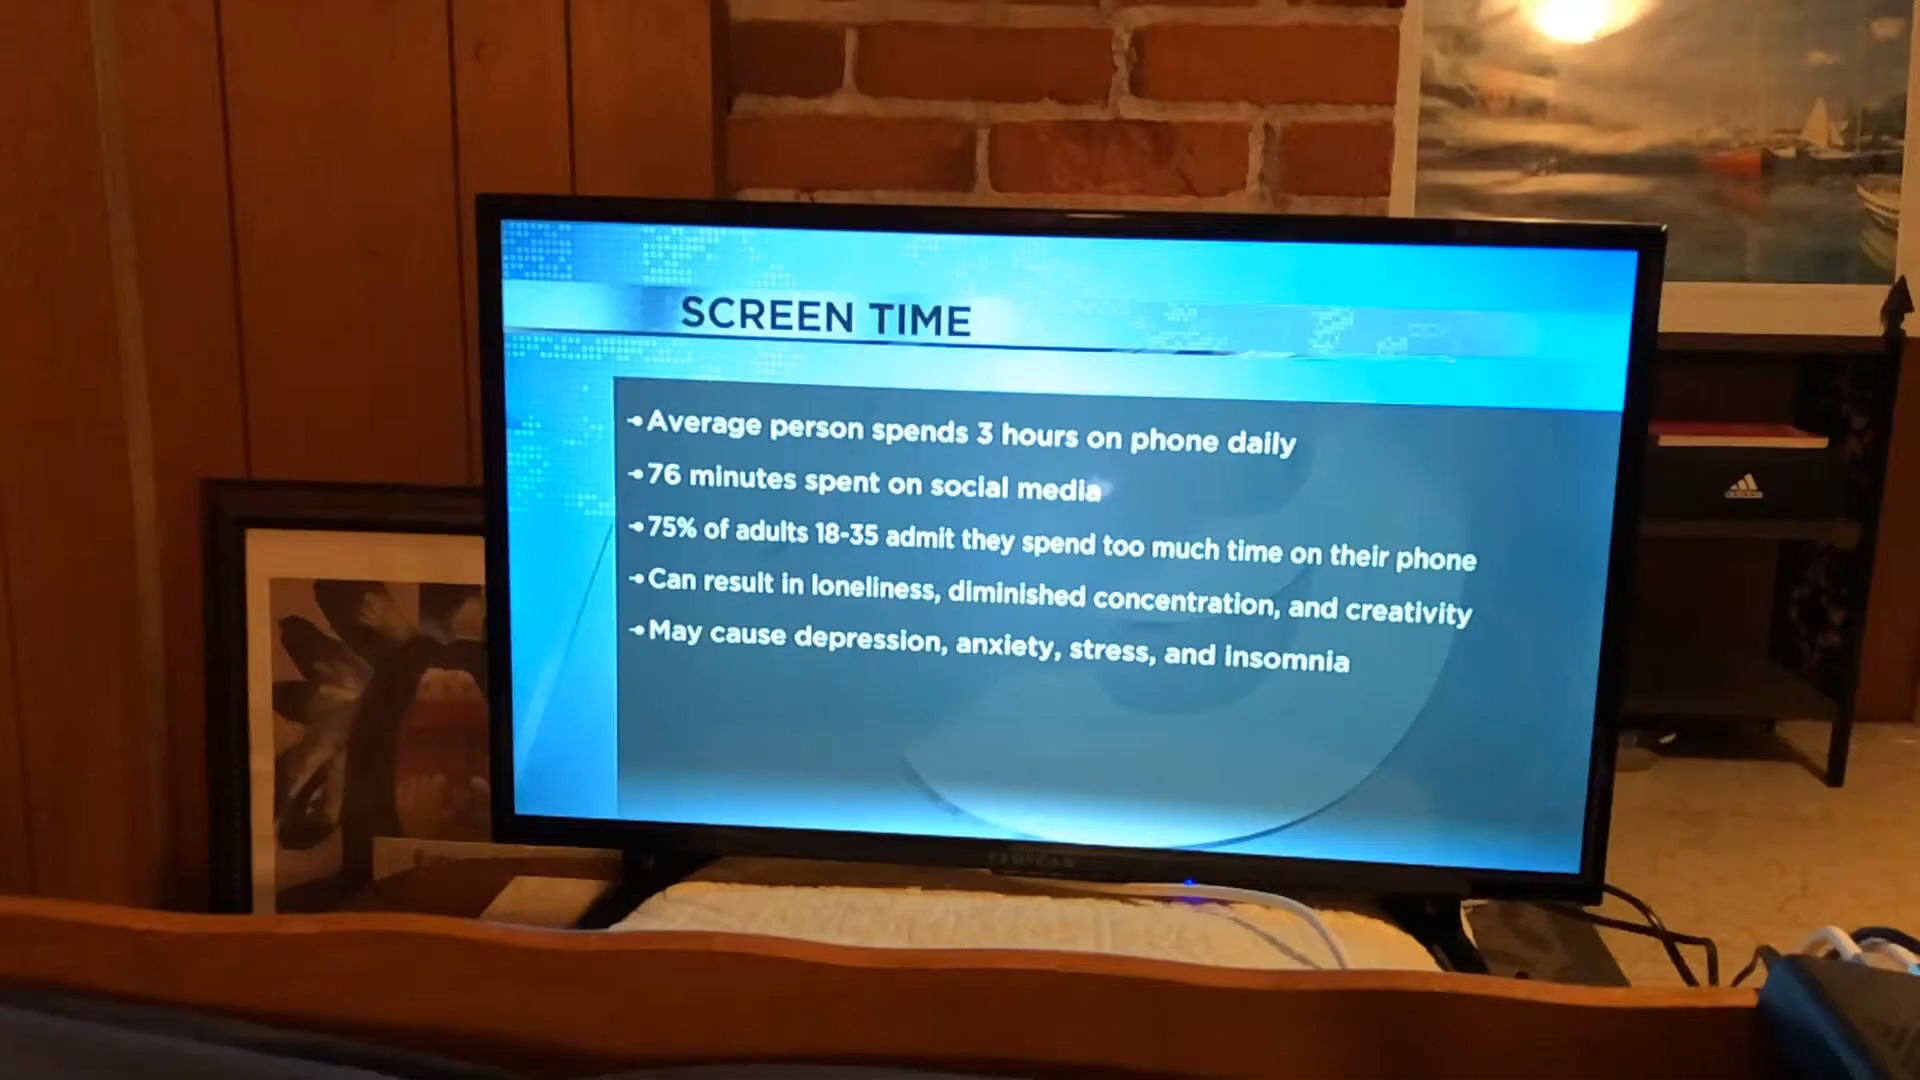 SCREEN TIME
Average person spends 3 hours on phone daily
76 minutes spent on social media
75% of adults 18-35 admit they spend too much time on their phone
Can result in loneliness, diminished concentration, and creativity
May cause depression, anxiety, stress, and insomnia
adidas